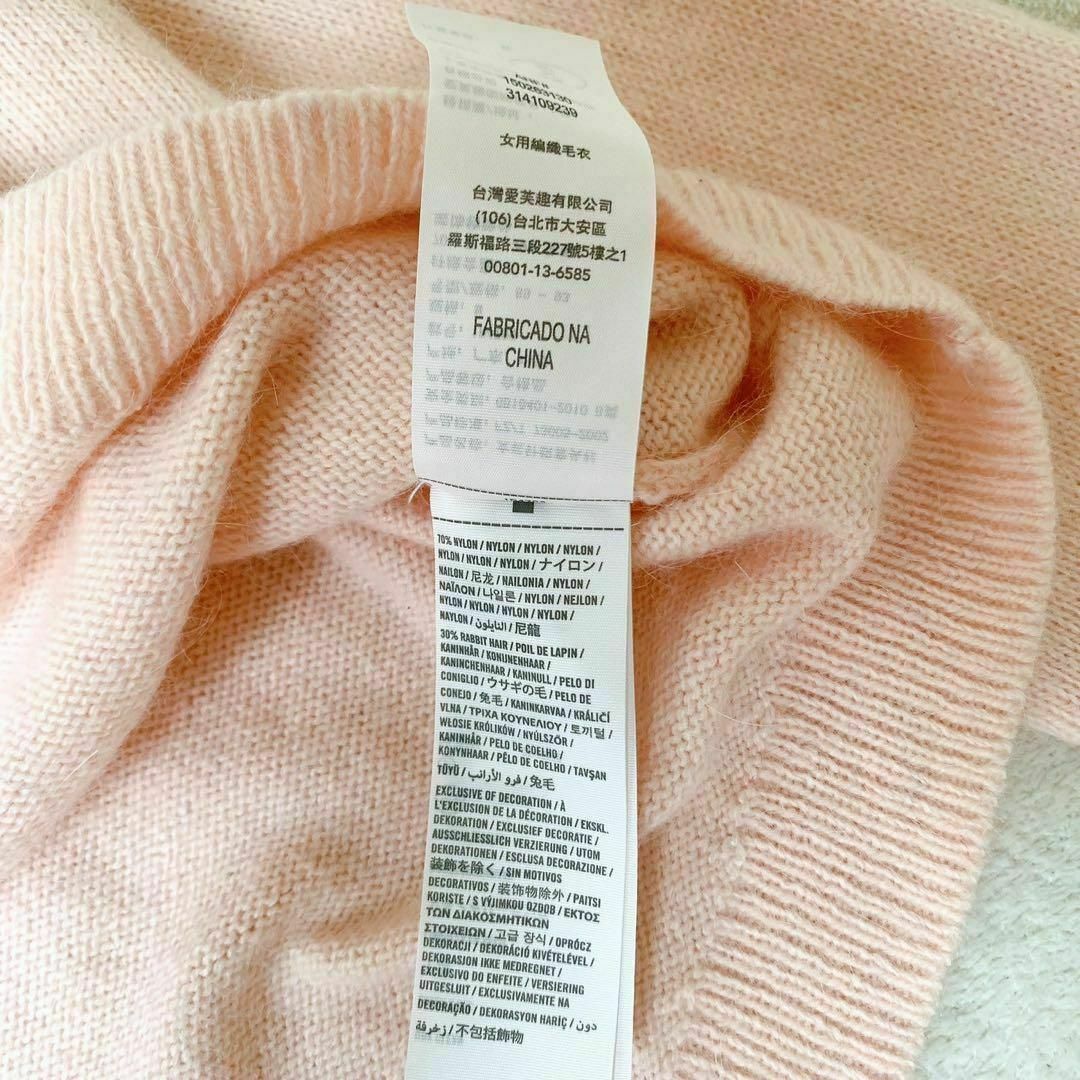 150263130
314109239
女用編織毛衣
台灣愛芙趣有限公司
(106)台北市大安區
羅斯福路三段227號5樓之1
00801-13-6585
FABRICADO NA
CHINA
70% NYLON / NYLON / NYLON / NYLON /
NYLON / NYLON / NYLON / ナイロン /
NAILON / 尼龙 / NAILONIA / NYLON /
ΝΑΪΛΟΝ / 나일론 / NYLON / NEJLON /
NYLON / NYLON / NYLON / NYLON /
NAYLON / النايلون / 尼龍
30% RABBIT HAIR / POIL DE LAPIN /
KANINHÅR / KONIJNENHAAR /
KANINCHENHAAR / KANINULL / PELO DI
CONIGLIO / ウサギの毛 / PELO DE
CONEJO / 兔毛 / KANINKARVAA / KRÁLIČÍ
VLNA / ΤΡΙΧΑ ΚΟΥΝΕΛΙΟΥ / 토끼털 /
WŁOSIE KRÓLIKÓW / NYÚLSZŐR /
KANINHÅR / PELO DE COELHO /
KONYNHAAR / PÊLO DE COELHO / TAVŞAN
TÜYÜ / فرو الأرانب / 兔毛
EXCLUSIVE OF DECORATION / À
L'EXCLUSION DE LA DÉCORATION / EKSKL.
DEKORATION / EXCLUSIEF DECORATIE /
AUSSCHLIESSLICH VERZIERUNG / UTOM
DEKORATIONEN / ESCLUSA DECORAZIONE /
装飾を除く / SIN MOTIVOS
DECORATIVOS / 装饰物除外 / PAITSI
KORISTE / S VÝJIMKOU OZDOB / ΕΚΤΟΣ
ΤΩΝ ΔΙΑΚΟΣΜΗΤΙΚΩΝ
ΣΤΟΙΧΕΙΩΝ / 고급 장식 / OPRÓCZ
DEKORACJI / DEKORÁCIÓ KIVÉTELÉVEL /
DEKORASJON IKKE MEDREGNET /
EXCLUSIVO DO ENFEITE / VERSIERING
UITGESLUIT / EXCLUSIVAMENTE NA
DECORAÇÃO / DEKORASYON HARİÇ / دون
زخرفة / 不包括飾物